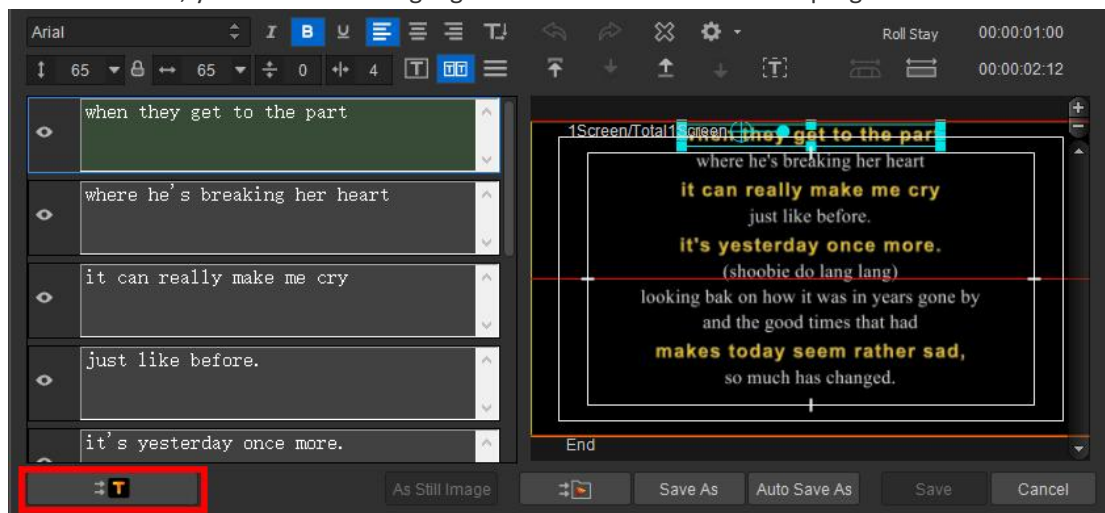 Arial I B U T Roll Stay 00:00:01:00
65 65 0 4 T TT T 00:00:02:12
when they get to the part
where he's breaking her heart
it can really make me cry
just like before.
it's yesterday once more.
1Screen/Total1Screen
when they get to the part
where he's breaking her heart
it can really make me cry
just like before.
it's yesterday once more.
(shoobie do lang lang)
looking bak on how it was in years gone by
and the good times that had
makes today seem rather sad,
so much has changed.
End
T As Still Image Save As Auto Save As Save Cancel